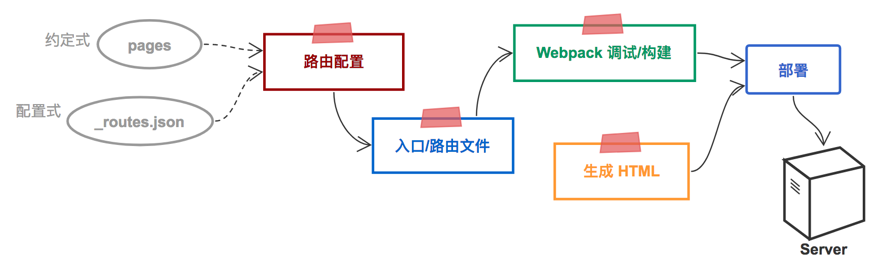 约定式
pages
配置式
_routes.json
路由配置
入口/路由文件
Webpack 调试/构建
生成 HTML
部署
Server